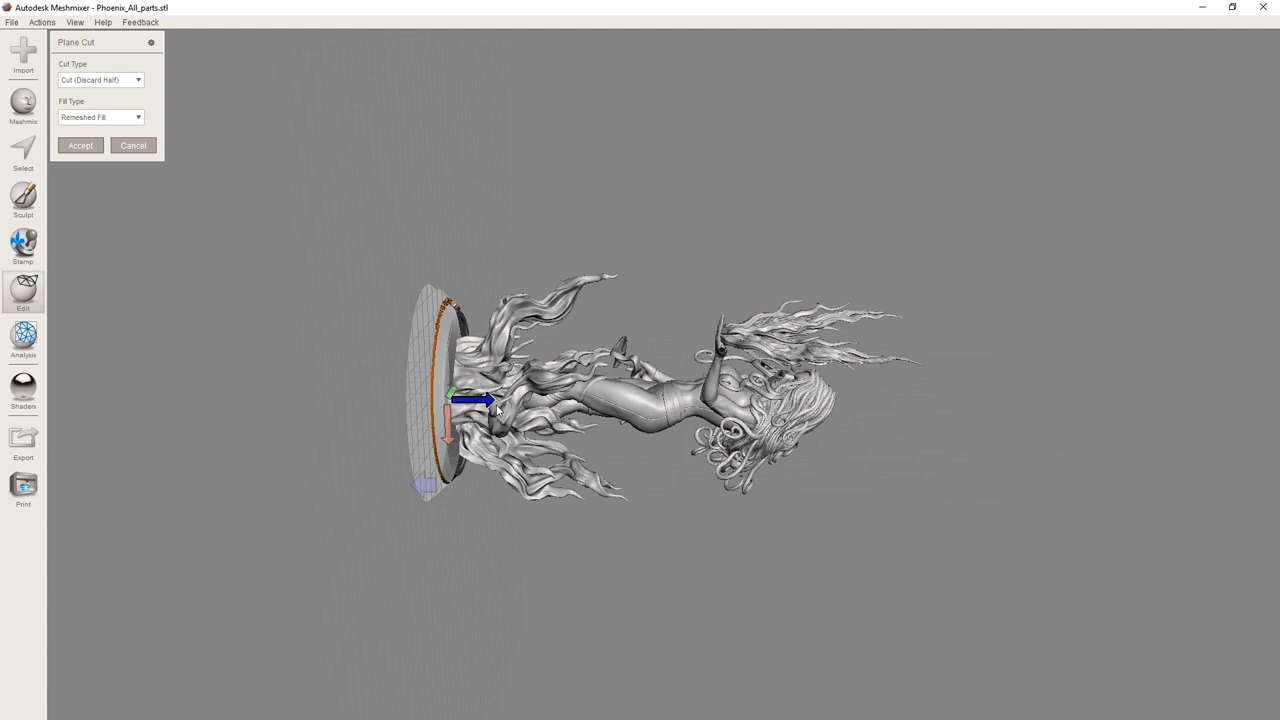 Autodesk Meshmixer - Phoenix_All_parts.stl
File Actions View Help Feedback
Plane Cut
Cut Type
Cut (Discard Half)
Fill Type
Remeshed Fill
Accept Cancel
Import
Meshmix
Select
Sculpt
Stamp
Edit
Analysis
Shaders
Export
Print